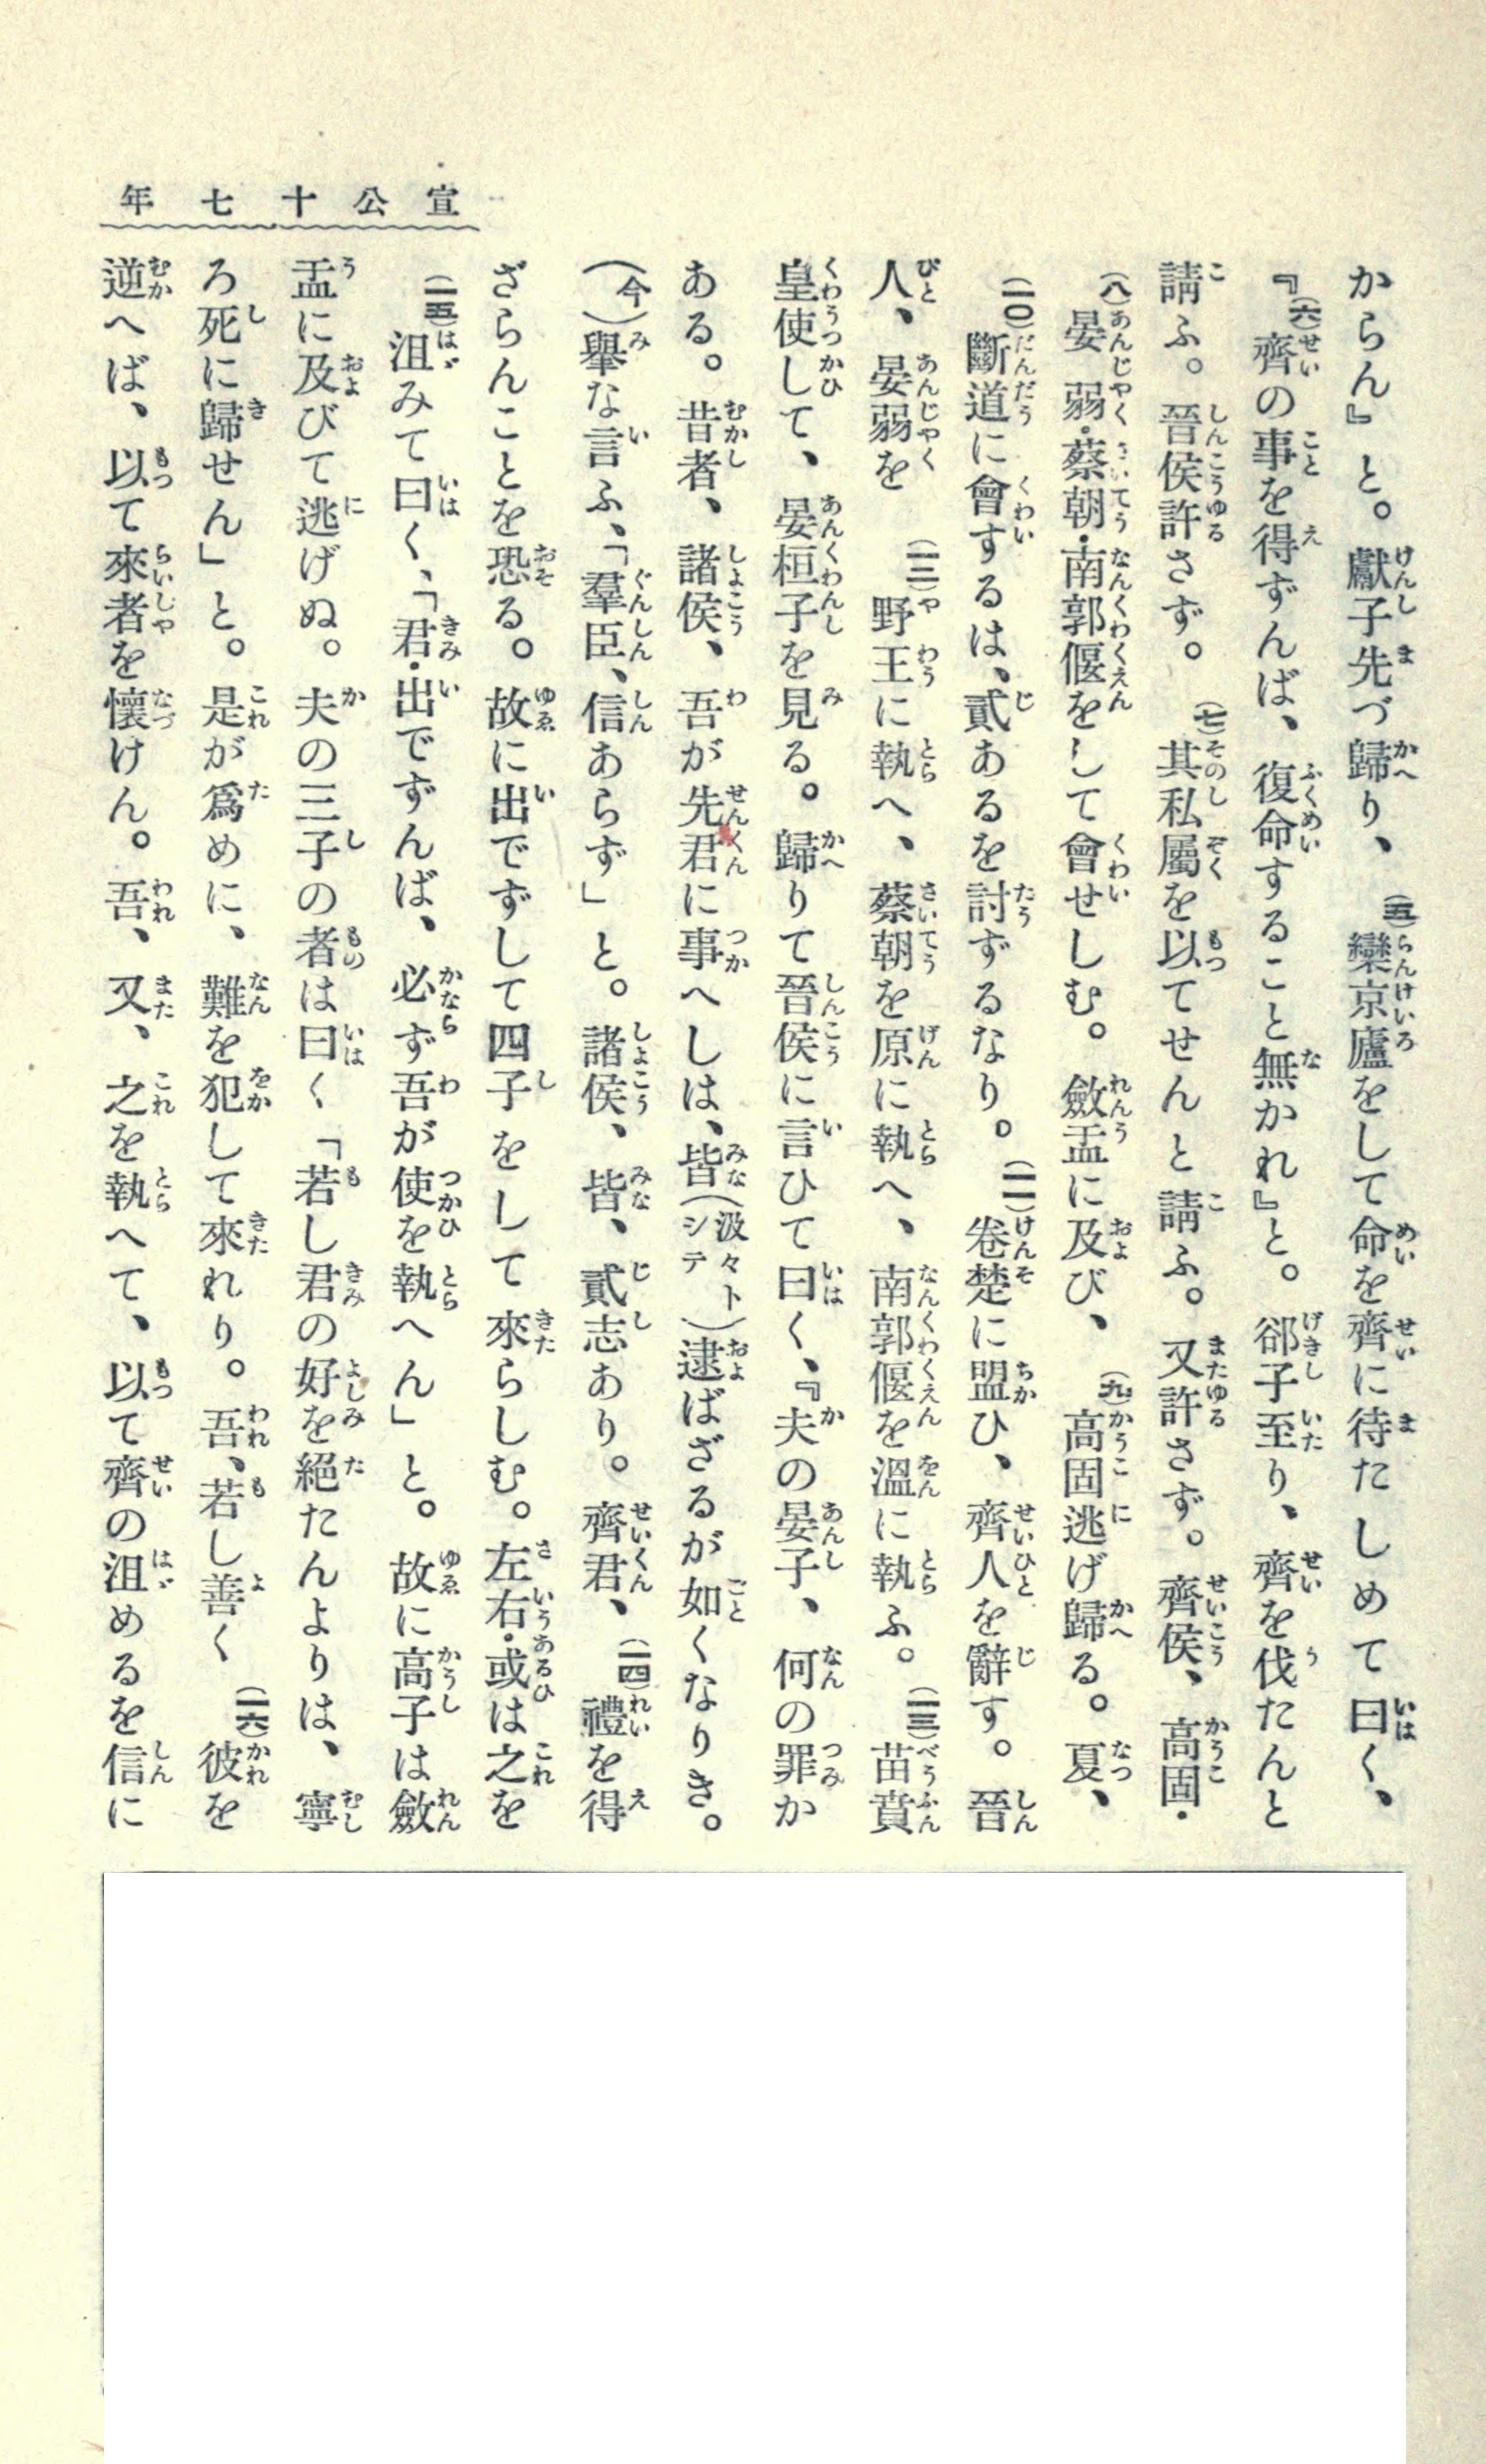 宣公十七年
からん』と。獻子先づ歸り、(五)欒京廬をして命を齊に待たしめて曰く、
『(六)齊の事を得ずんば、復命すること無かれ』と。郤子至り、齊を伐たんと
請ふ。晉侯許さず。(七)其私屬を以てせんと請ふ。又許さず。齊侯、高固・
(八)晏弱・蔡朝・南郭偃をして會せしむ。斂盂に及び、(九)高固逃げ歸る。夏、
(一〇)斷道に會するは、貳あるを討ずるなり。(一一)卷楚に盟ひ、齊人を辭す。晉
人、晏弱を(一二)野王に執へ、蔡朝を原に執へ、南郭偃を溫に執ふ。(一三)苗賁
皇使して、晏桓子を見る。歸りて晉侯に言ひて曰く、『夫の晏子、何の罪か
ある。昔者、諸侯、吾が先君に事へしは、皆(汲々トシテ)逮ばざるが如くなりき。
(今)舉な言ふ、「羣臣、信あらず」と。諸侯、皆、貳志あり。齊君、(一四)禮を得
ざらんことを恐る。故に出でずして四子をして來らしむ。左右・或は之を
(一五)沮みて曰く、「君・出でずんば、必ず吾が使を執へん」と。故に高子は斂
盂に及びて逃げぬ。夫の三子の者は曰く「若し君の好を絕たんよりは、寧
ろ死に歸せん」と。是が爲めに、難を犯して來れり。吾、若し善く(一六)彼を
逆へば、以て來者を懷けん。吾、又、之を執へて、以て齊の沮めるを信に